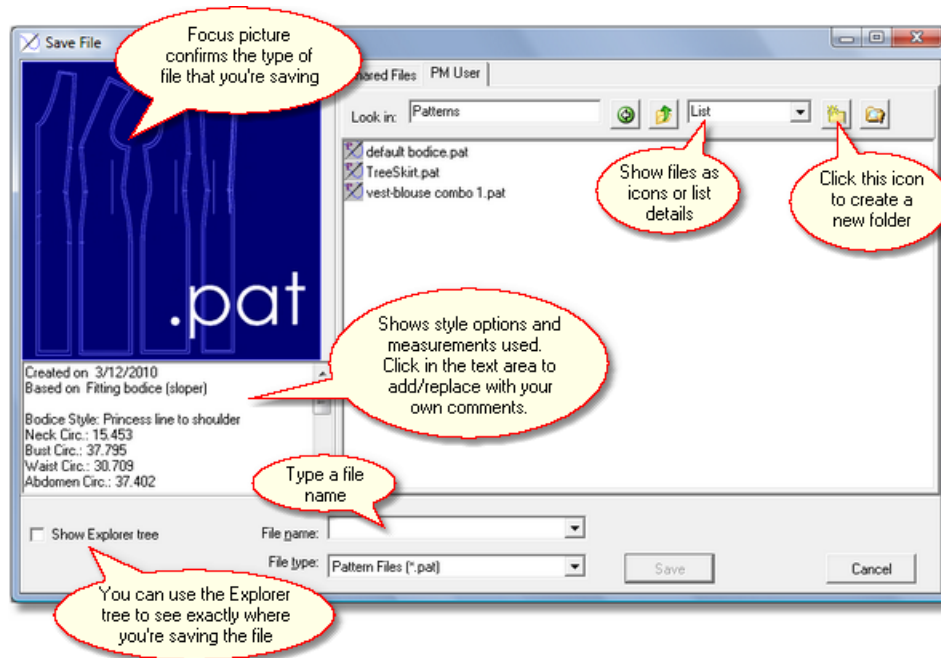 Save File
Focus picture
confirms the type of
file that you're saving
Shared Files
PM User
Look in:
Patterns
List
default bodice.pat
TreeSkirt.pat
vest-blouse combo 1.pat
Show files as
icons or list
details
Click this icon
to create a
new folder
.pat
Shows style options and
measurements used.
Click in the text area to
add/replace with your
own comments.
Created on 3/12/2010
Based on Fitting bodice (sloper)
Bodice Style: Princess line to shoulder
Neck Circ.: 15.453
Bust Circ.: 37.795
Waist Circ.: 30.709
Abdomen Circ.: 37.402
Type a file
name
Show Explorer tree
File name:
File type:
Pattern Files (*.pat)
Save
Cancel
You can use the Explorer
tree to see exactly where
you're saving the file